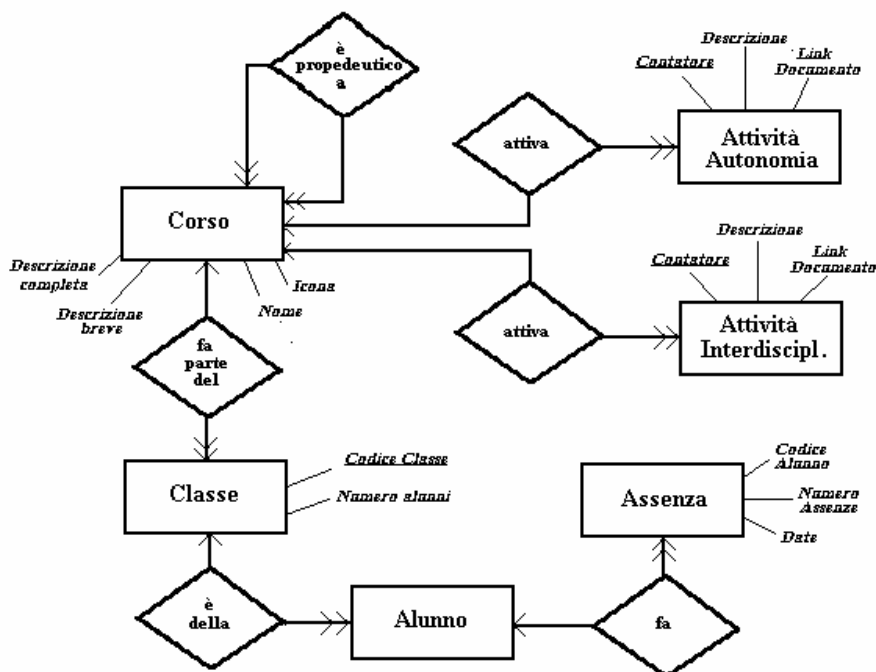 è
propedeutico
a
Descrizione
Contatore
Link
Documento
attiva
Attività
Autonomia
Corso
Descrizione
completa
Descrizione
breve
Nome
Icona
Descrizione
Contatore
Link
Documento
attiva
Attività
Interdiscipl.
fa
parte
del
Classe
Codice Classe
Numero alunni
Assenza
Codice
Alunno
Numero
Assenze
Date
è
della
Alunno
fa